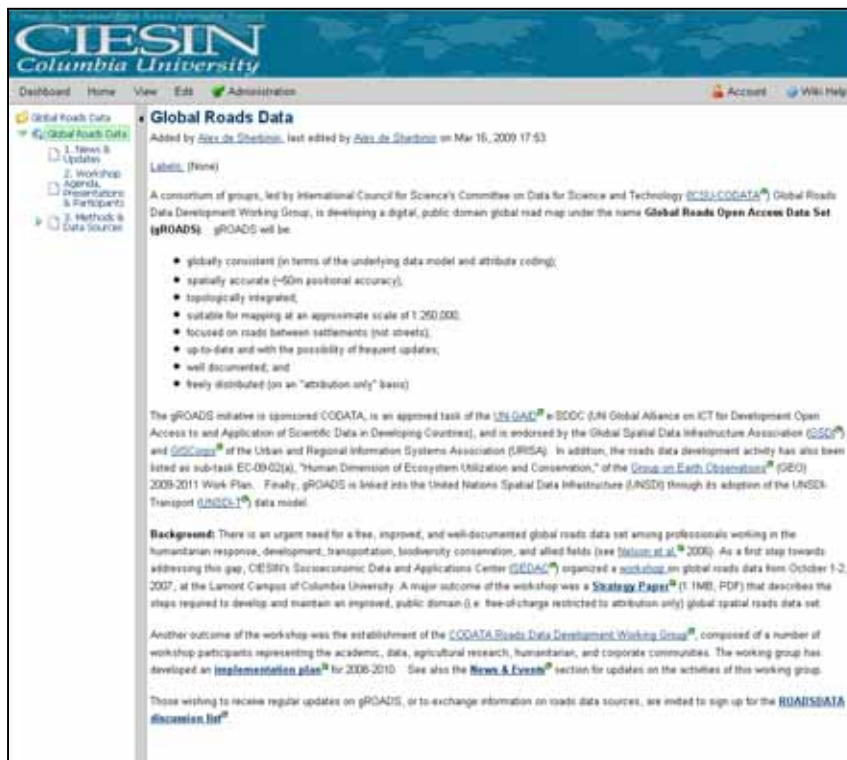 CIESIN
Columbia University
Dashboard Home View Edit Administration Account Wiki Help
Global Roads Data
Global Roads Data
1. News & Updates
2. Workshop Agenda, Presentations & Participants
3. Methods & Data Sources
Global Roads Data
Added by Alex de Sherbinin, last edited by Alex de Sherbinin on Mar 16, 2009 17:53
Labels: (None)
A consortium of groups, led by International Council for Science's Committee on Data for Science and Technology (ICSU-CODATA) Global Roads
Data Development Working Group, is developing a digital, public domain global road map under the name Global Roads Open Access Data Set
(gROADS). gROADS will be:
globally consistent (in terms of the underlying data model and attribute coding);
spatially accurate (~50m positional accuracy);
topologically integrated;
suitable for mapping at an approximate scale of 1:250,000;
focused on roads between settlements (not streets);
up-to-date and with the possibility of frequent updates;
well documented; and
freely distributed (on an "attribution only" basis)
The gROADS initiative is sponsored CODATA, is an approved task of the UN GAID e-SDDC (UN Global Alliance on ICT for Development Open
Access to and Application of Scientific Data in Developing Countries), and is endorsed by the Global Spatial Data Infrastructure Association (GSDI)
and GISCorps of the Urban and Regional Information Systems Association (URISA). In addition, the roads data development activity has also been
listed as sub-task EC-09-02(a), "Human Dimension of Ecosystem Utilization and Conservation," of the Group on Earth Observations (GEO)
2009-2011 Work Plan. Finally, gROADS is linked into the United Nations Spatial Data Infrastructure (UNSDI) through its adoption of the UNSDI-
Transport (UNSDI-T) data model.
Background: There is an urgent need for a free, improved, and well-documented global roads data set among professionals working in the
humanitarian response, development, transportation, biodiversity conservation, and allied fields (see Nelson et al. 2006). As a first step towards
addressing this gap, CIESIN's Socioeconomic Data and Applications Center (SEDAC) organized a workshop on global roads data from October 1-2,
2007, at the Lamont Campus of Columbia University. A major outcome of the workshop was a Strategy Paper (1.1MB, PDF) that describes the
steps required to develop and maintain an improved, public domain (i.e. free-of-charge restricted to attribution only) global spatial roads data set.
Another outcome of the workshop was the establishment of the CODATA Roads Data Development Working Group, composed of a number of
workshop participants representing the academic, data, agricultural research, humanitarian, and corporate communities. The working group has
developed an implementation plan for 2008-2010. See also the News & Events section for updates on the activities of this working group.
Those wishing to receive regular updates on gROADS, or to exchange information on roads data sources, are invited to sign up for the ROADSDATA
discussion list.